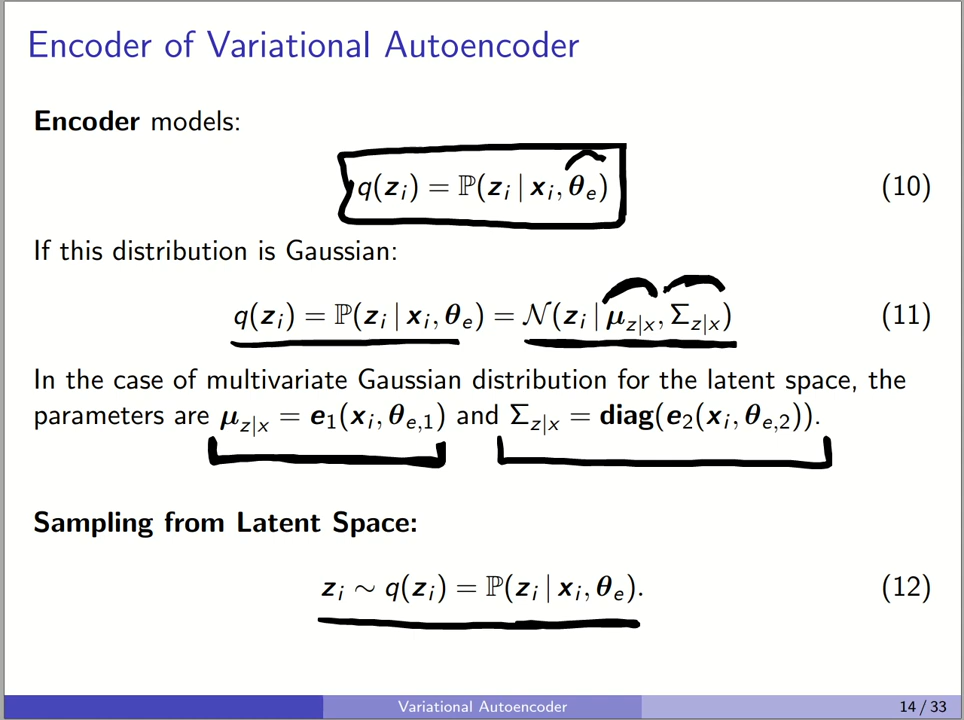 Encoder of Variational Autoencoder
Encoder models:
q(z_i) = ℙ(z_i | x_i, θ_e) (10)
If this distribution is Gaussian:
q(z_i) = ℙ(z_i | x_i, θ_e) = 𝒩(z_i | μ_{z|x}, Σ_{z|x}) (11)
In the case of multivariate Gaussian distribution for the latent space, the
parameters are μ_{z|x} = e_1(x_i, θ_{e,1}) and Σ_{z|x} = diag(e_2(x_i, θ_{e,2})).
Sampling from Latent Space:
z_i ∼ q(z_i) = ℙ(z_i | x_i, θ_e). (12)
Variational Autoencoder 14 / 33